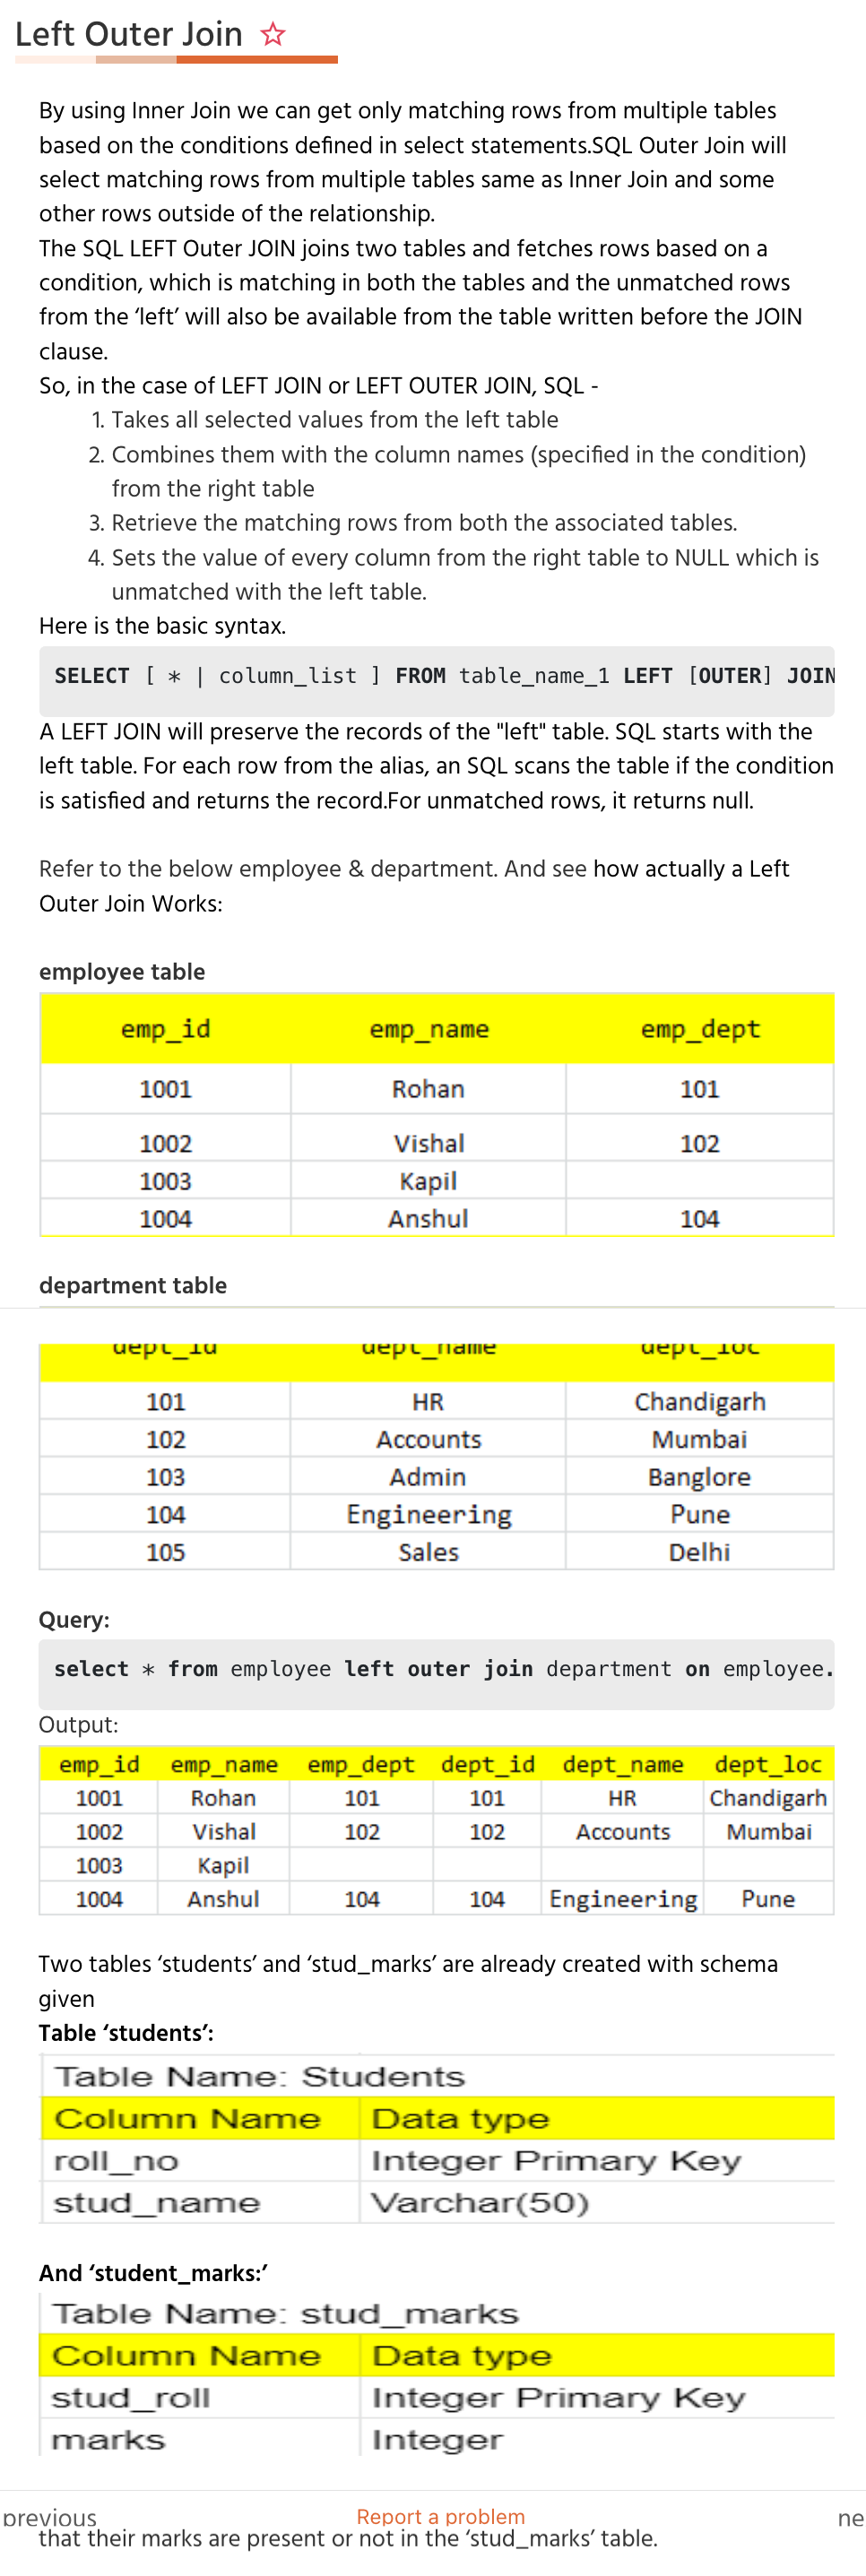 Left Outer Join
By using Inner Join we can get only matching rows from multiple tables
based on the conditions defined in select statements.SQL Outer Join will
select matching rows from multiple tables same as Inner Join and some
other rows outside of the relationship.
The SQL LEFT Outer JOIN joins two tables and fetches rows based on a
condition, which is matching in both the tables and the unmatched rows
from the ‘left’ will also be available from the table written before the JOIN
clause.
So, in the case of LEFT JOIN or LEFT OUTER JOIN, SQL -
1. Takes all selected values from the left table
2. Combines them with the column names (specified in the condition)
from the right table
3. Retrieve the matching rows from both the associated tables.
4. Sets the value of every column from the right table to NULL which is
unmatched with the left table.
Here is the basic syntax.
SELECT [ * | column_list ] FROM table_name_1 LEFT [OUTER] JOIN
A LEFT JOIN will preserve the records of the "left" table. SQL starts with the
left table. For each row from the alias, an SQL scans the table if the condition
is satisfied and returns the record.For unmatched rows, it returns null.
Refer to the below employee & department. And see how actually a Left
Outer Join Works:
employee table
emp_id emp_name emp_dept
1001 Rohan 101
1002 Vishal 102
1003 Kapil
1004 Anshul 104
department table
dept_id dept_name dept_loc
101 HR Chandigarh
102 Accounts Mumbai
103 Admin Banglore
104 Engineering Pune
105 Sales Delhi
Query:
select * from employee left outer join department on employee.
Output:
emp_id emp_name emp_dept dept_id dept_name dept_loc
1001 Rohan 101 101 HR Chandigarh
1002 Vishal 102 102 Accounts Mumbai
1003 Kapil
1004 Anshul 104 104 Engineering Pune
Two tables ‘students’ and ‘stud_marks’ are already created with schema
given
Table ‘students’:
Table Name: Students
Column Name Data type
roll_no Integer Primary Key
stud_name Varchar(50)
And ‘student_marks:’
Table Name: stud_marks
Column Name Data type
stud_roll Integer Primary Key
marks Integer
previous Report a problem ne
that their marks are present or not in the ‘stud_marks’ table.